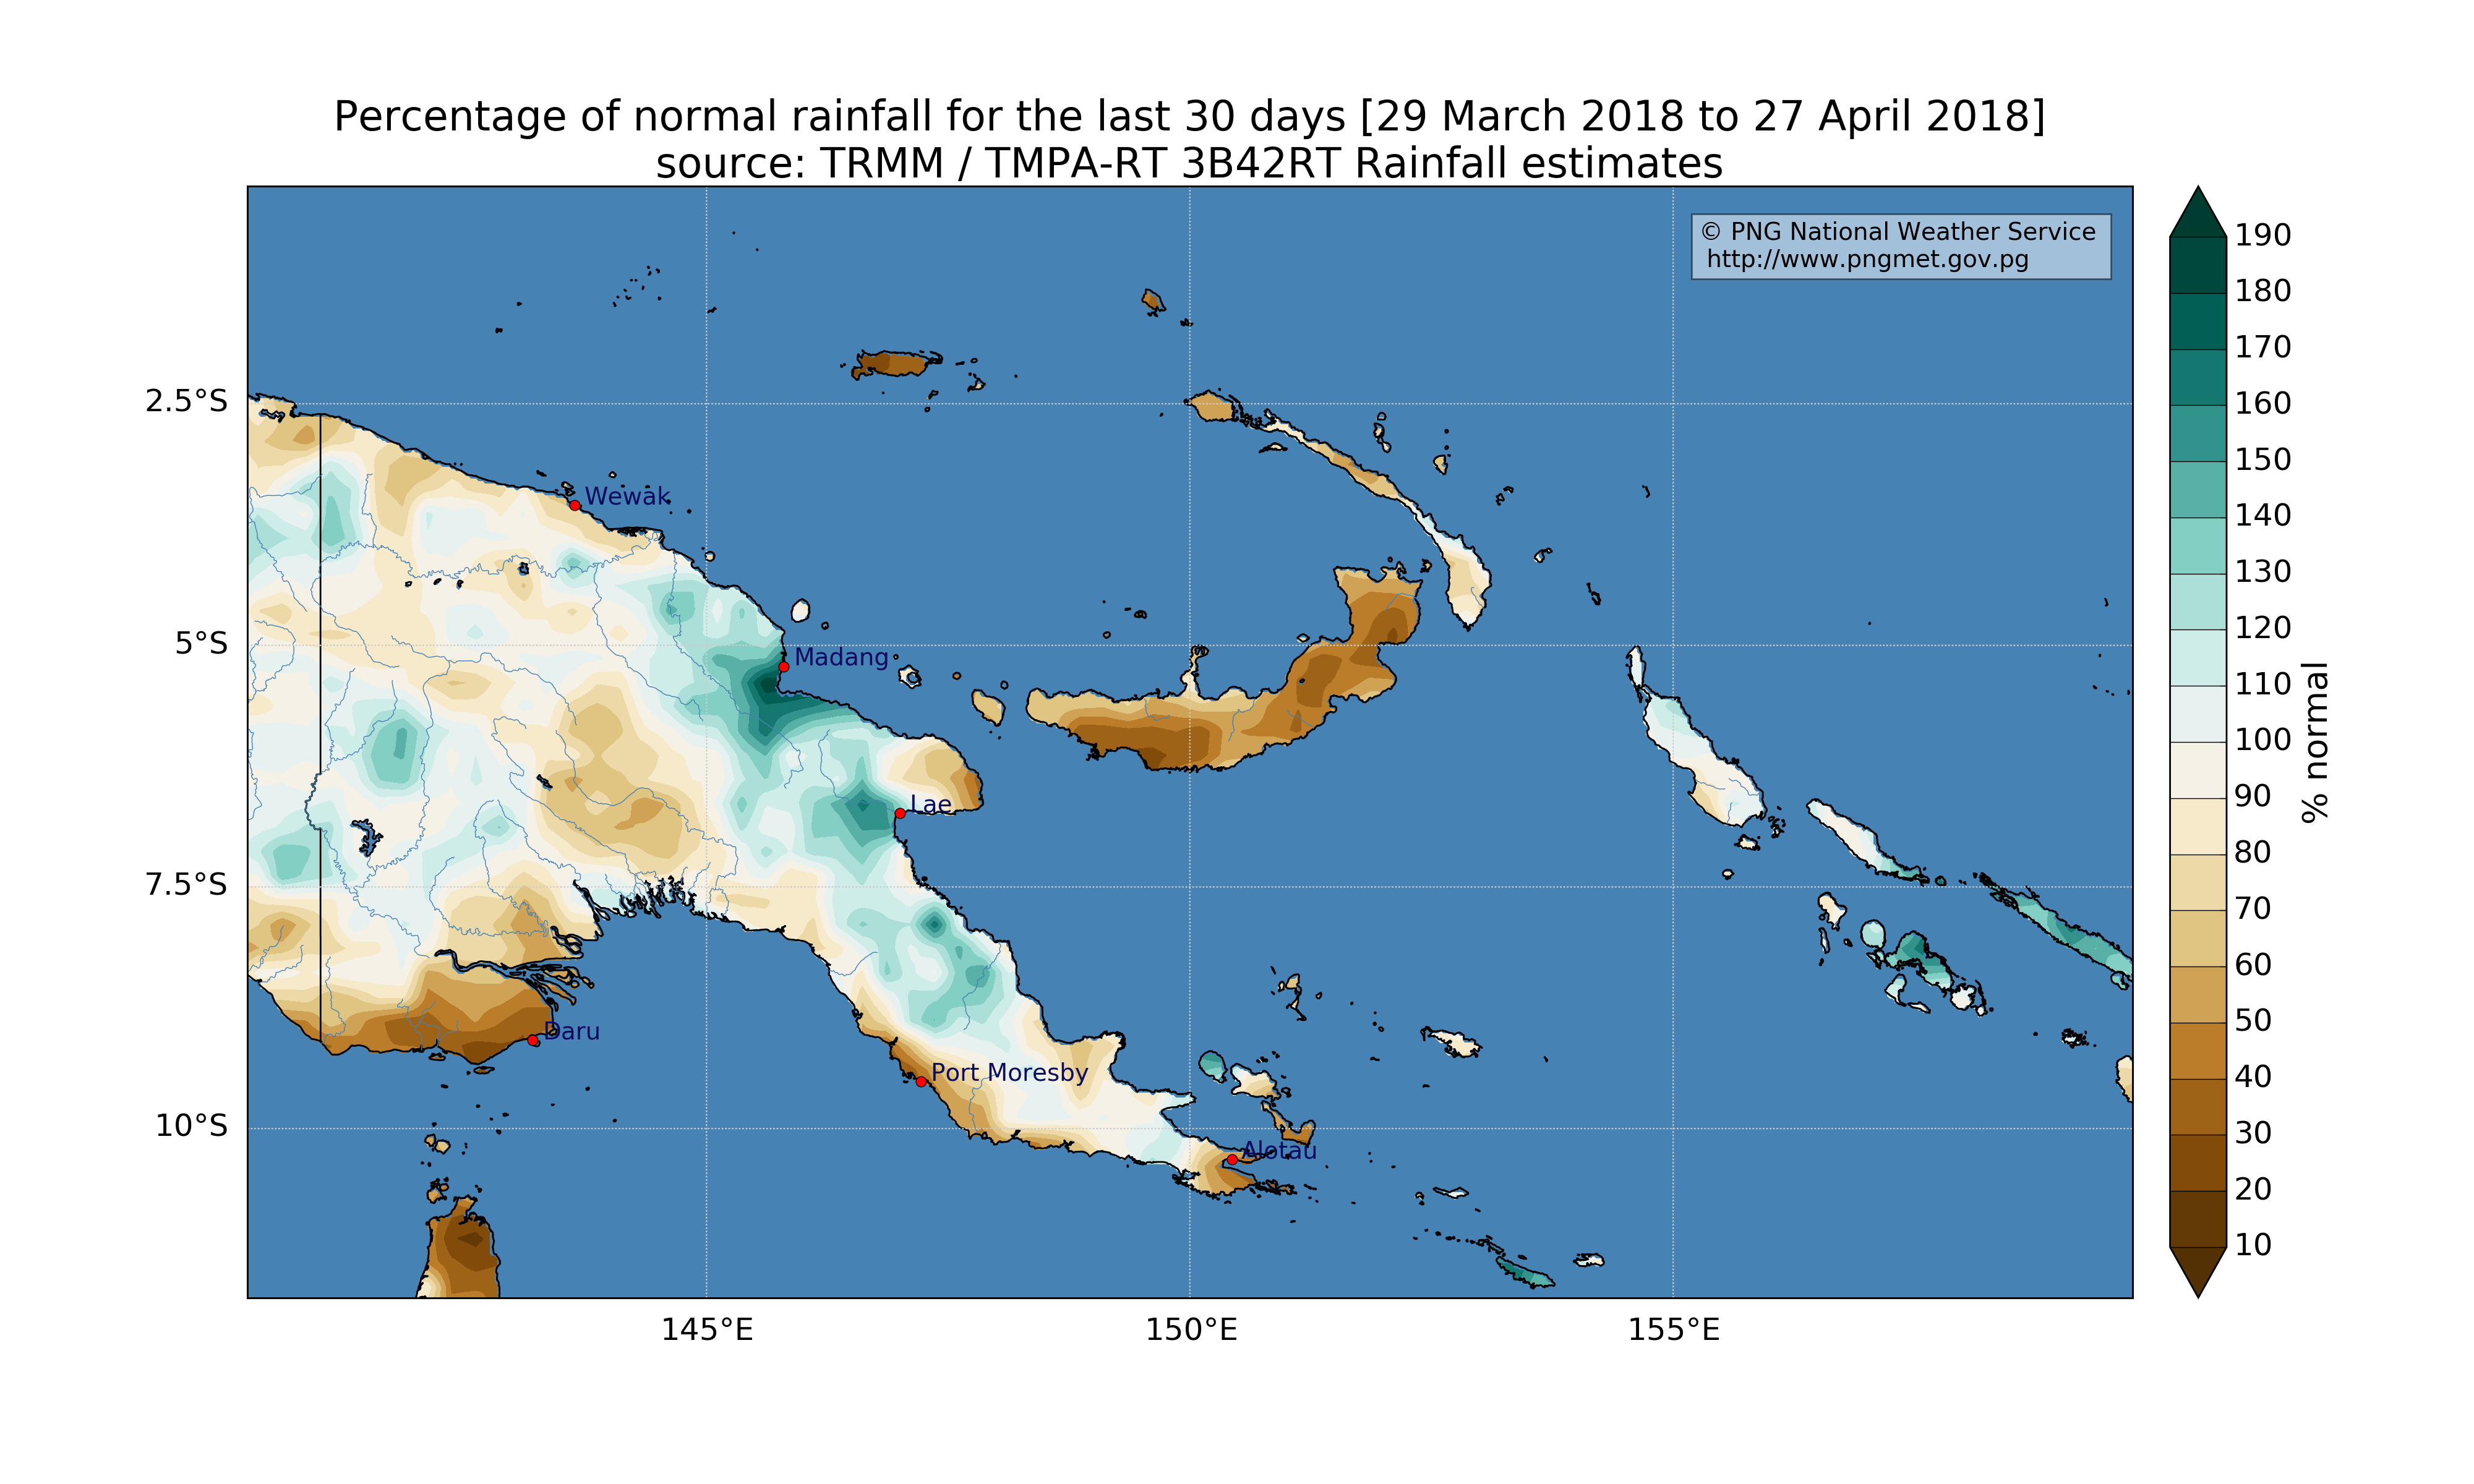 Percentage of normal rainfall for the last 30 days [29 March 2018 to 27 April 2018]
source: TRMM / TMPA-RT 3B42RT Rainfall estimates
© PNG National Weather Service
http://www.pngmet.gov.pg
2.5°S
5°S
7.5°S
10°S
Wewak
Madang
Lae
Daru
Port Moresby
Alotau
145°E
150°E
155°E
190
180
170
160
150
140
130
120
110
100
90
80
70
60
50
40
30
20
10
% normal